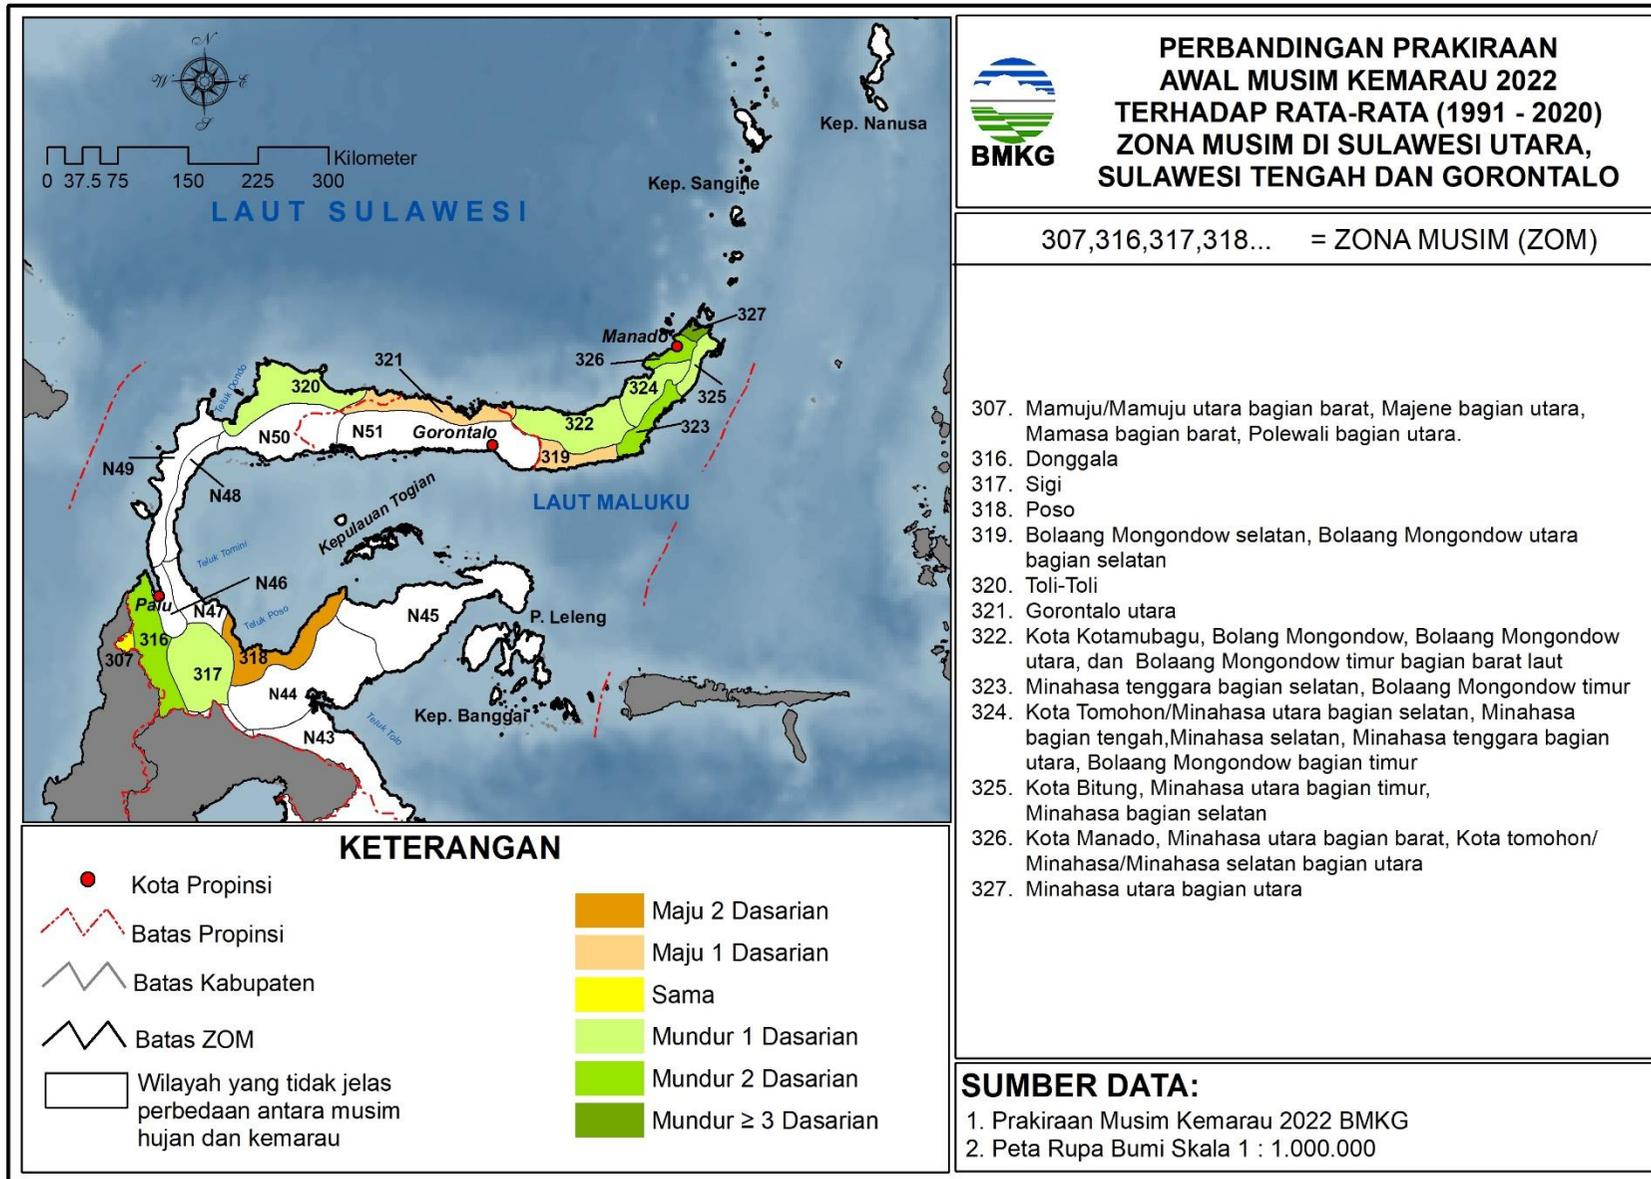 N
W
E
S
Kilometer
0 37.5 75 150 225 300
LAUT SULAWESI
Kep. Nanusa
Kep. Sangine
327
Manado
326
321
Teluk Dondo
320
324
325
322
323
N50
N51
Gorontalo
319
N49
N48
LAUT MALUKU
Kepulauan Togian
Teluk Tomini
N46
Palu
N47
Teluk Poso
N45
P. Leleng
316
307
318
317
N44
Kep. Banggai
N43
Teluk Tolo
BMKG
PERBANDINGAN PRAKIRAAN
AWAL MUSIM KEMARAU 2022
TERHADAP RATA-RATA (1991 - 2020)
ZONA MUSIM DI SULAWESI UTARA,
SULAWESI TENGAH DAN GORONTALO
307,316,317,318... = ZONA MUSIM (ZOM)
307. Mamuju/Mamuju utara bagian barat, Majene bagian utara,
Mamasa bagian barat, Polewali bagian utara.
316. Donggala
317. Sigi
318. Poso
319. Bolaang Mongondow selatan, Bolaang Mongondow utara
bagian selatan
320. Toli-Toli
321. Gorontalo utara
322. Kota Kotamubagu, Bolang Mongondow, Bolaang Mongondow
utara, dan Bolaang Mongondow timur bagian barat laut
323. Minahasa tenggara bagian selatan, Bolaang Mongondow timur
324. Kota Tomohon/Minahasa utara bagian selatan, Minahasa
bagian tengah,Minahasa selatan, Minahasa tenggara bagian
utara, Bolaang Mongondow bagian timur
325. Kota Bitung, Minahasa utara bagian timur,
Minahasa bagian selatan
326. Kota Manado, Minahasa utara bagian barat, Kota tomohon/
Minahasa/Minahasa selatan bagian utara
327. Minahasa utara bagian utara
KETERANGAN
Kota Propinsi
Batas Propinsi
Batas Kabupaten
Batas ZOM
Wilayah yang tidak jelas
perbedaan antara musim
hujan dan kemarau
Maju 2 Dasarian
Maju 1 Dasarian
Sama
Mundur 1 Dasarian
Mundur 2 Dasarian
Mundur ≥ 3 Dasarian
SUMBER DATA:
1. Prakiraan Musim Kemarau 2022 BMKG
2. Peta Rupa Bumi Skala 1 : 1.000.000